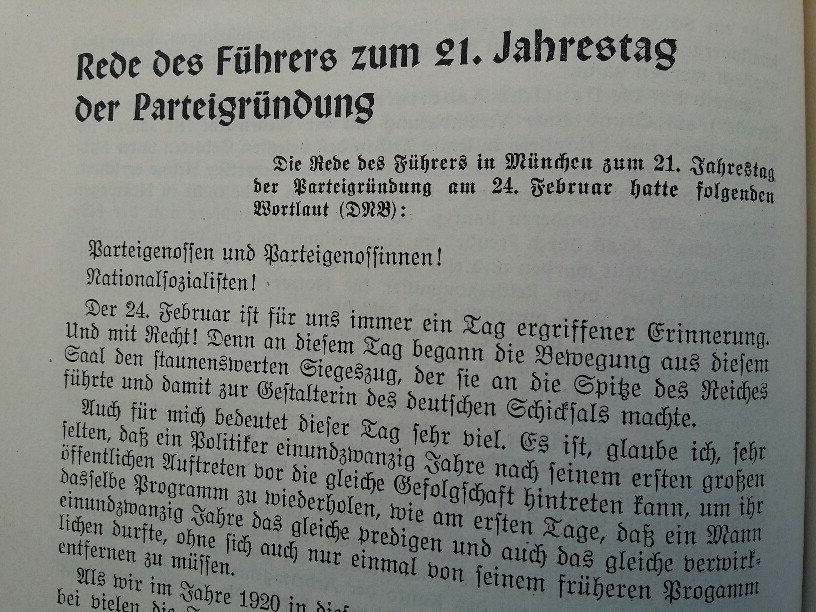 Rede des Führers zum 21. Jahrestag
der Parteigründung
Die Rede des Führers in München zum 21. Jahrestag
der Parteigründung am 24. Februar hatte folgenden
Wortlaut (DNB):
Parteigenossen und Parteigenossinnen!
Nationalsozialisten!
Der 24. Februar ist für uns immer ein Tag ergriffener Erinnerung.
Und mit Recht! Denn an diesem Tag begann die Bewegung aus diesem
Saal den staunenswerten Siegeszug, der sie an die Spitze des Reiches
führte und damit zur Gestalterin des deutschen Schicksals machte.
Auch für mich bedeutet dieser Tag sehr viel. Es ist, glaube ich, sehr
selten, daß ein Politiker einundzwanzig Jahre nach seinem ersten großen
öffentlichen Auftreten vor die gleiche Gefolgschaft hintreten kann, um ihr
dasselbe Programm zu wiederholen, wie am ersten Tage, daß ein Mann
einundzwanzig Jahre das gleiche predigen und auch das gleiche verwirk-
lichen durfte, ohne sich auch nur einmal von seinem früheren Progamm
entfernen zu müssen.
Als wir im Jahre 1920 in
bei vielen die